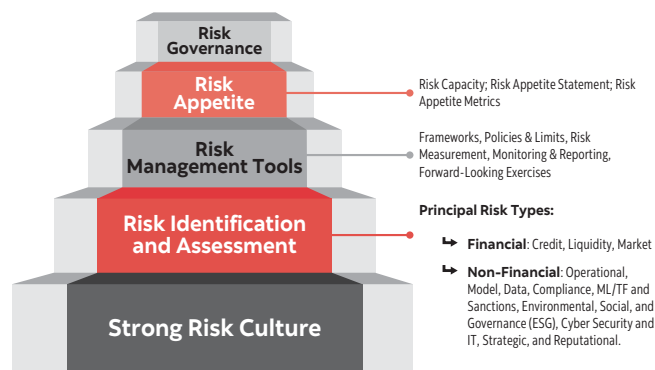 Risk
Governance
Risk
Appetite
Risk Capacity; Risk Appetite Statement; Risk
Appetite Metrics
Risk
Management Tools
Frameworks, Policies & Limits, Risk
Measurement, Monitoring & Reporting,
Forward-Looking Exercises
Risk Identification
and Assessment
Principal Risk Types:
Financial: Credit, Liquidity, Market
Non-Financial: Operational,
Model, Data, Compliance, ML/TF and
Sanctions, Environmental, Social, and
Governance (ESG), Cyber Security and
IT, Strategic, and Reputational.
Strong Risk Culture